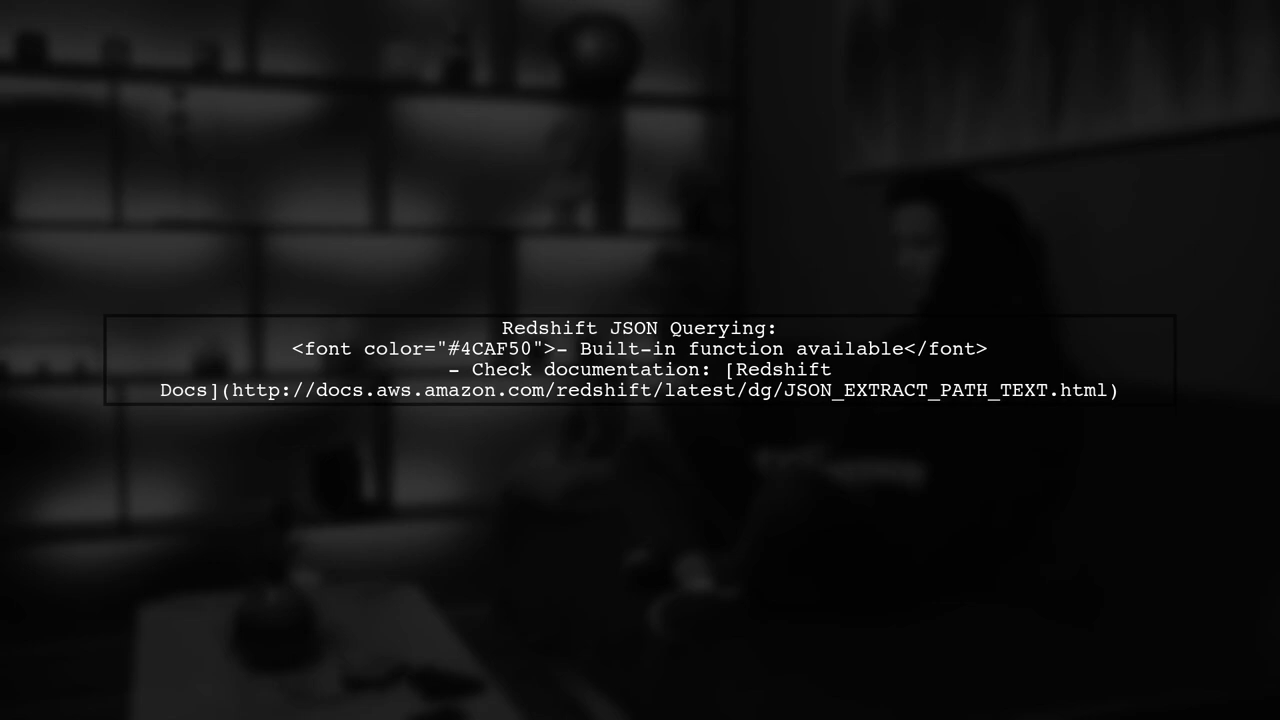 Redshift JSON Querying:
<font color="#4CAF50">- Built-in function available</font>
- Check documentation: [Redshift
Docs](http://docs.aws.amazon.com/redshift/latest/dg/JSON_EXTRACT_PATH_TEXT.html)